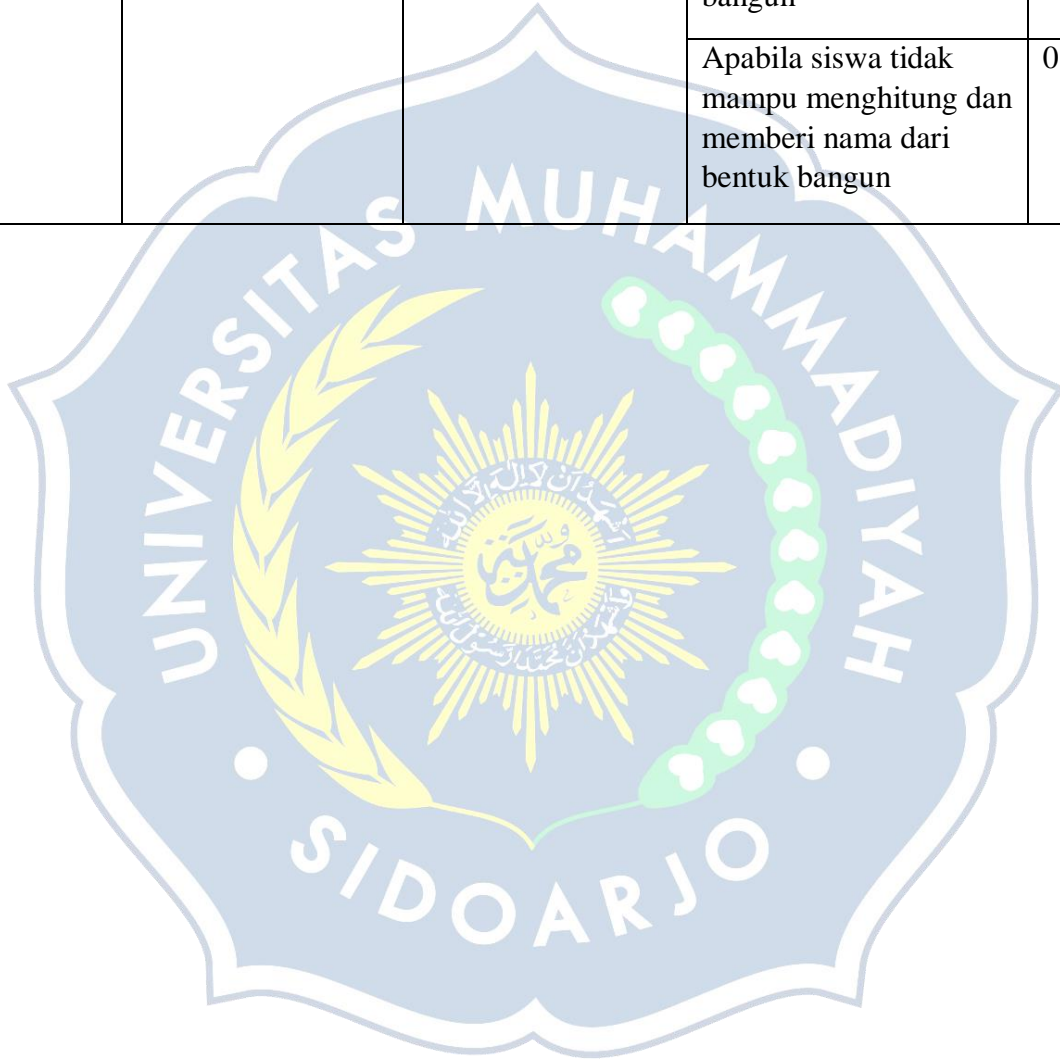 bangun
Apabila siswa tidak
mampu menghitung dan
memberi nama dari
bentuk bangun
0
UNIVERSITAS MUHAMMADIYAH
SIDOARJO